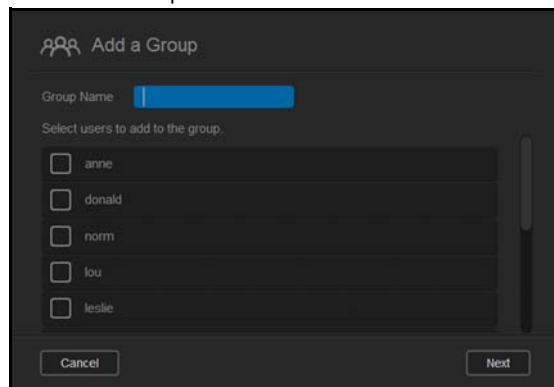 Add a Group
Group Name
Select users to add to the group.
anne
donald
norm
lou
leslie
Cancel Next